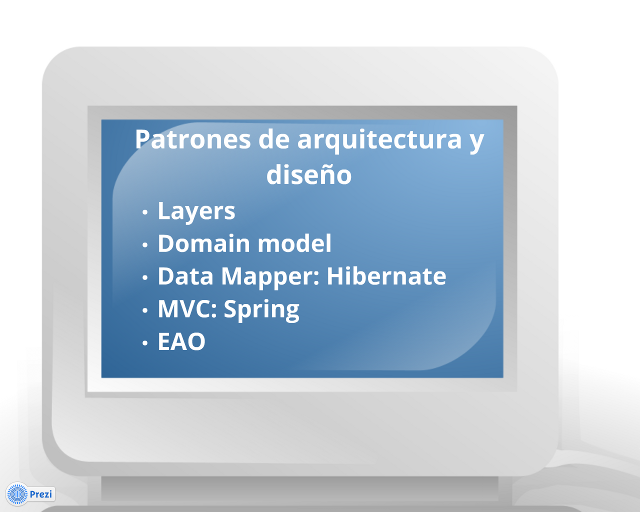 Patrones de arquitectura y
diseño
• Layers
• Domain model
• Data Mapper: Hibernate
• MVC: Spring
• EAO
Prezi